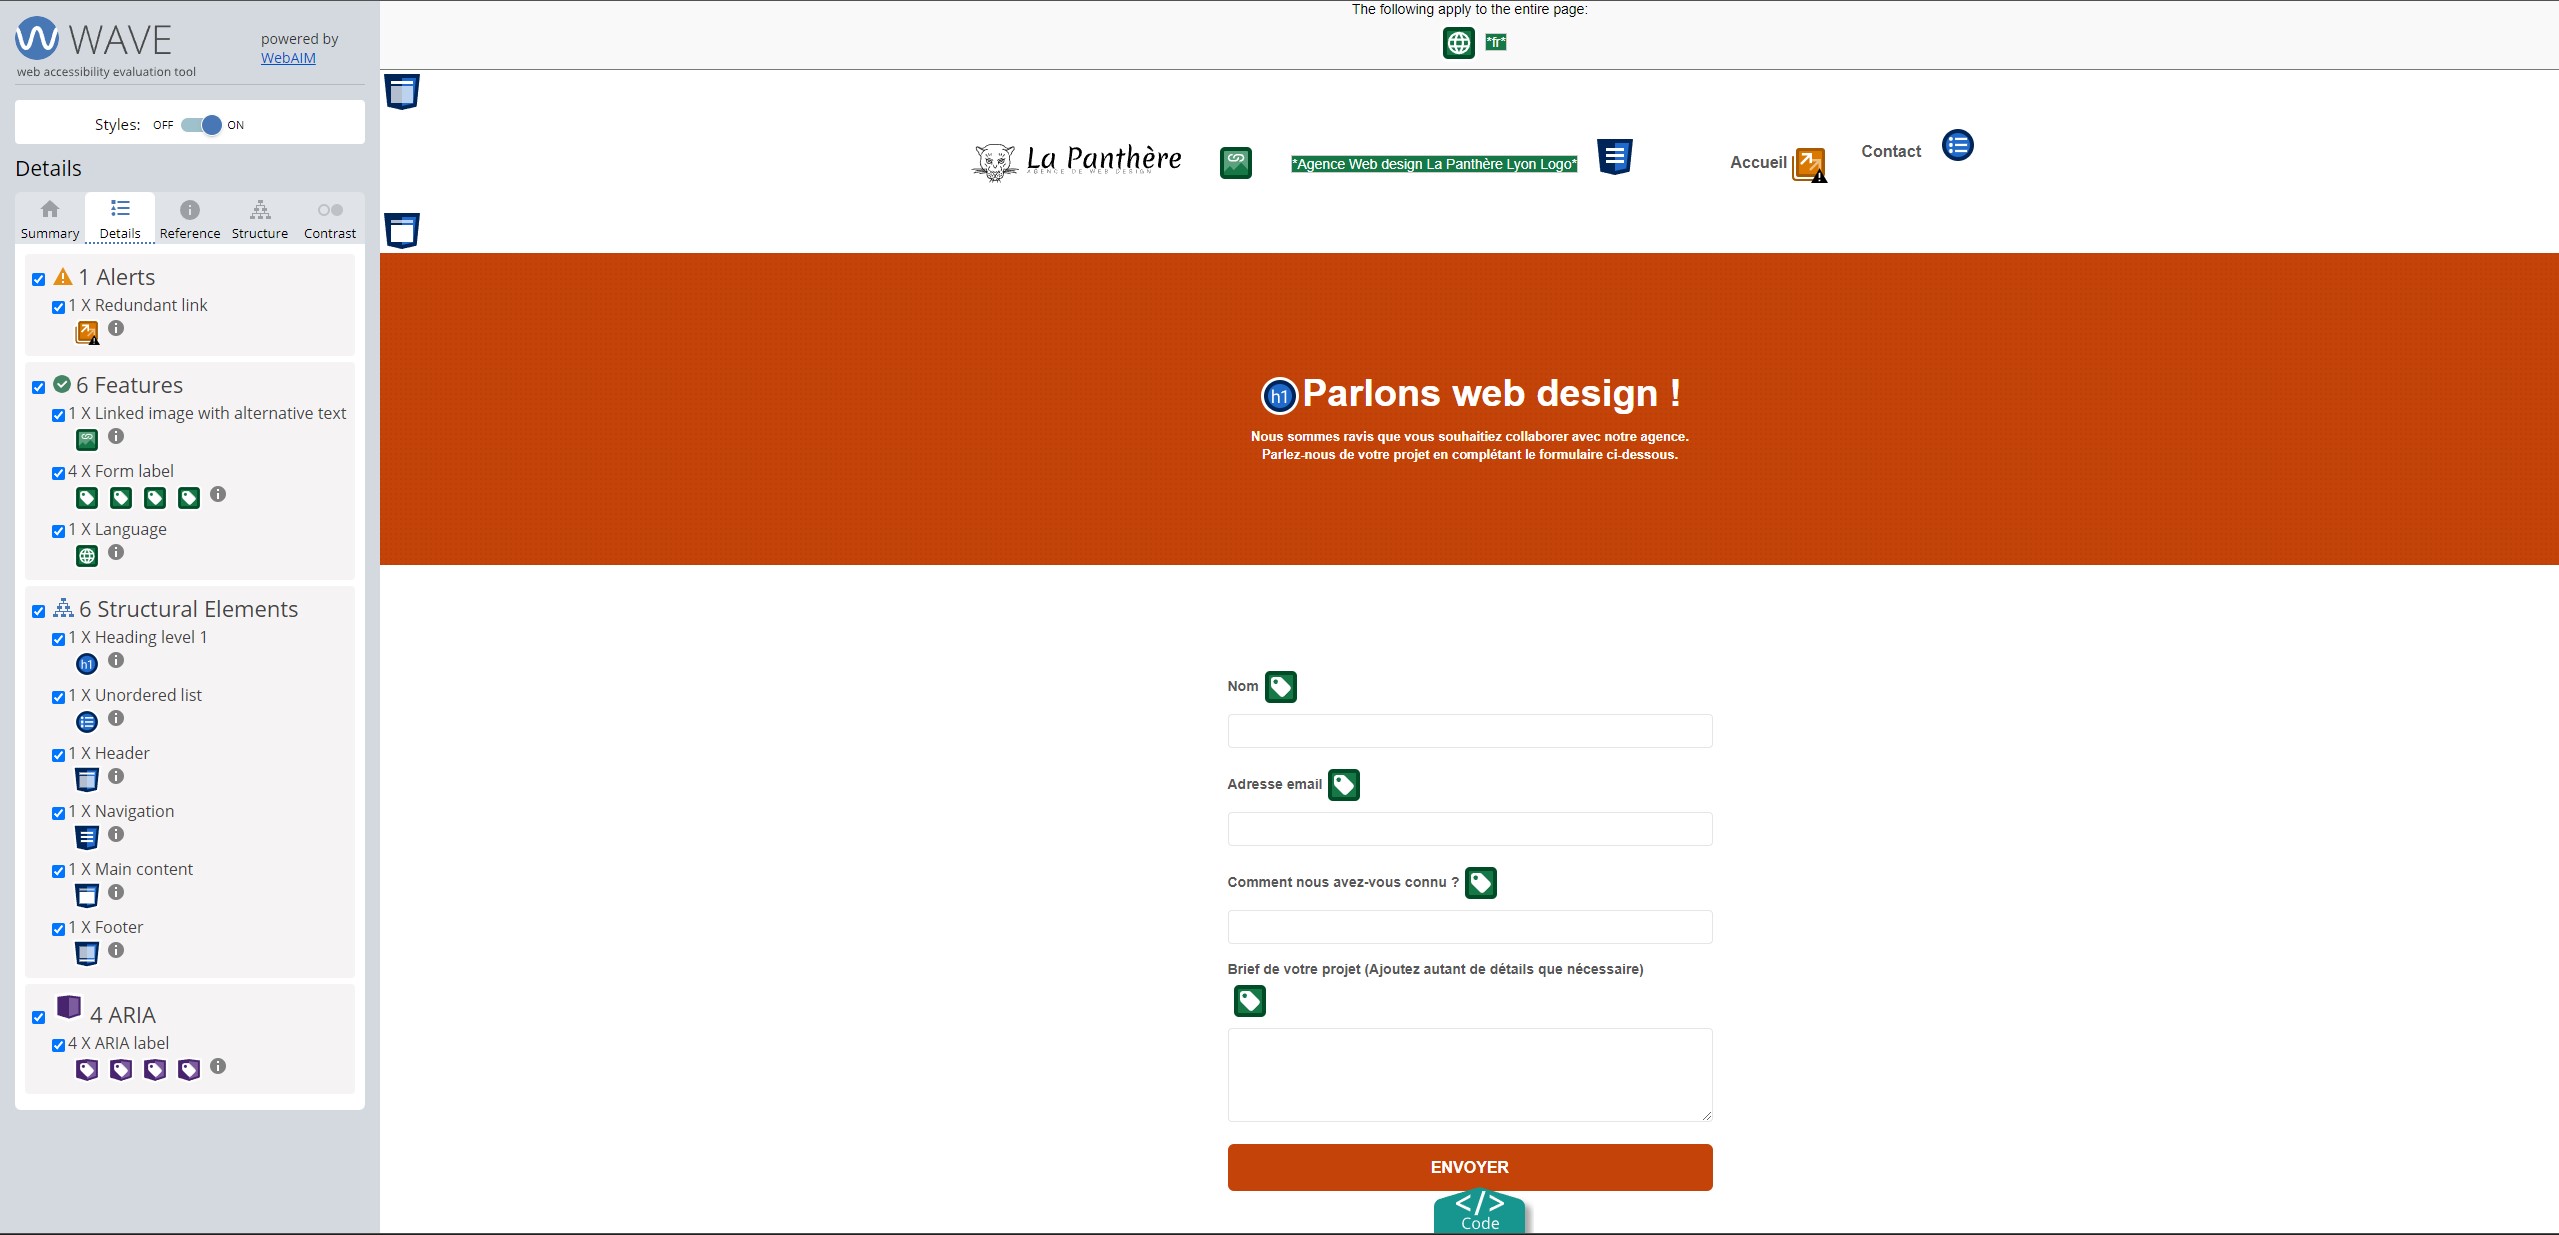 WAVE
powered by
WebAIM
web accessibility evaluation tool
Styles: OFF ON
Details
Summary Details Reference Structure Contrast
1 Alerts
1 X Redundant link
6 Features
1 X Linked image with alternative text
4 X Form label
1 X Language
6 Structural Elements
1 X Heading level 1
h1
1 X Unordered list
1 X Header
1 X Navigation
1 X Main content
1 X Footer
4 ARIA
4 X ARIA label
The following apply to the entire page:
*fr*
La Panthère
AGENCE DE WEB DESIGN
*Agence Web design La Panthère Lyon Logo*
Accueil
Contact
h1 Parlons web design !
Nous sommes ravis que vous souhaitiez collaborer avec notre agence.
Parlez-nous de votre projet en complétant le formulaire ci-dessous.
Nom
Adresse email
Comment nous avez-vous connu ?
Brief de votre projet (Ajoutez autant de détails que nécessaire)
ENVOYER
</>
Code